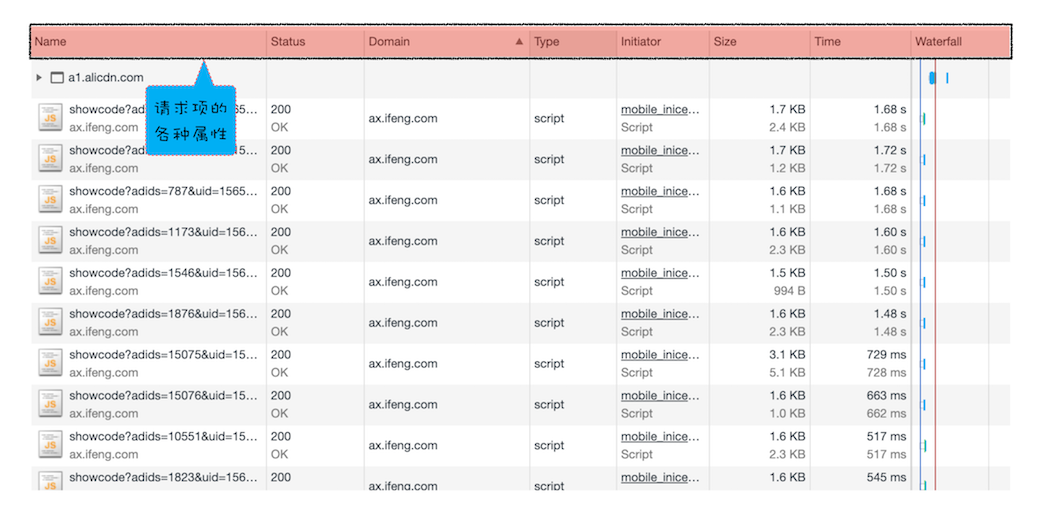 Name Status Domain Type Initiator Size Time Waterfall
a1.alicdn.com
请求项的
各种属性
showcode?ad 65… 200 ax.ifeng.com script mobile_inice… 1.7 KB 1.68 s
ax.ifeng.com OK Script 2.4 KB 1.68 s
showcode?ad 15… 200 ax.ifeng.com script mobile_inice… 1.7 KB 1.72 s
ax.ifeng.com OK Script 1.2 KB 1.72 s
showcode?adids=787&uid=1565… 200 ax.ifeng.com script mobile_inice… 1.6 KB 1.68 s
ax.ifeng.com OK Script 1.1 KB 1.68 s
showcode?adids=1173&uid=156… 200 ax.ifeng.com script mobile_inice… 1.6 KB 1.60 s
ax.ifeng.com OK Script 2.3 KB 1.60 s
showcode?adids=1546&uid=156… 200 ax.ifeng.com script mobile_inice… 1.5 KB 1.50 s
ax.ifeng.com OK Script 994 B 1.50 s
showcode?adids=1876&uid=156… 200 ax.ifeng.com script mobile_inice… 1.6 KB 1.48 s
ax.ifeng.com OK Script 2.3 KB 1.48 s
showcode?adids=15075&uid=15… 200 ax.ifeng.com script mobile_inice… 3.1 KB 729 ms
ax.ifeng.com OK Script 5.1 KB 728 ms
showcode?adids=15076&uid=15… 200 ax.ifeng.com script mobile_inice… 1.6 KB 663 ms
ax.ifeng.com OK Script 1.0 KB 662 ms
showcode?adids=10551&uid=15… 200 ax.ifeng.com script mobile_inice… 1.6 KB 517 ms
ax.ifeng.com OK Script 2.3 KB 517 ms
showcode?adids=1823&uid=156… 200 ax.ifeng.com script mobile_inice… 1.6 KB 545 ms